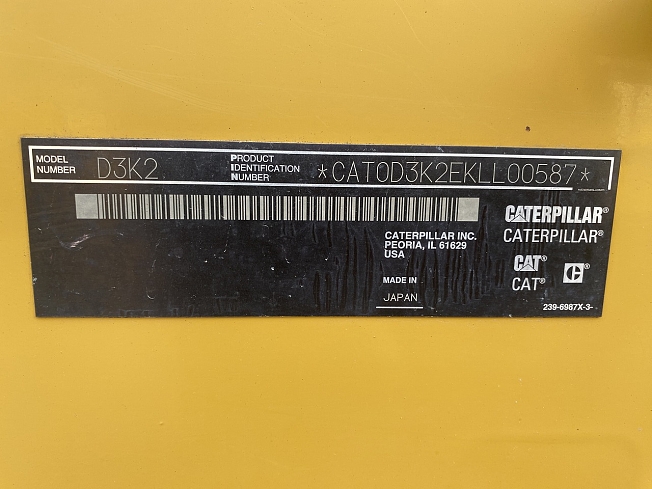 MODEL NUMBER D3K2 PRODUCT IDENTIFICATION NUMBER *CAT0D3K2EKLL00587*
CATERPILLAR®
CATERPILLAR INC.
PEORIA, IL 61629
USA
CATERPILLAR®
CAT®
MADE IN
JAPAN
CAT®
C®
239-6987X-3-